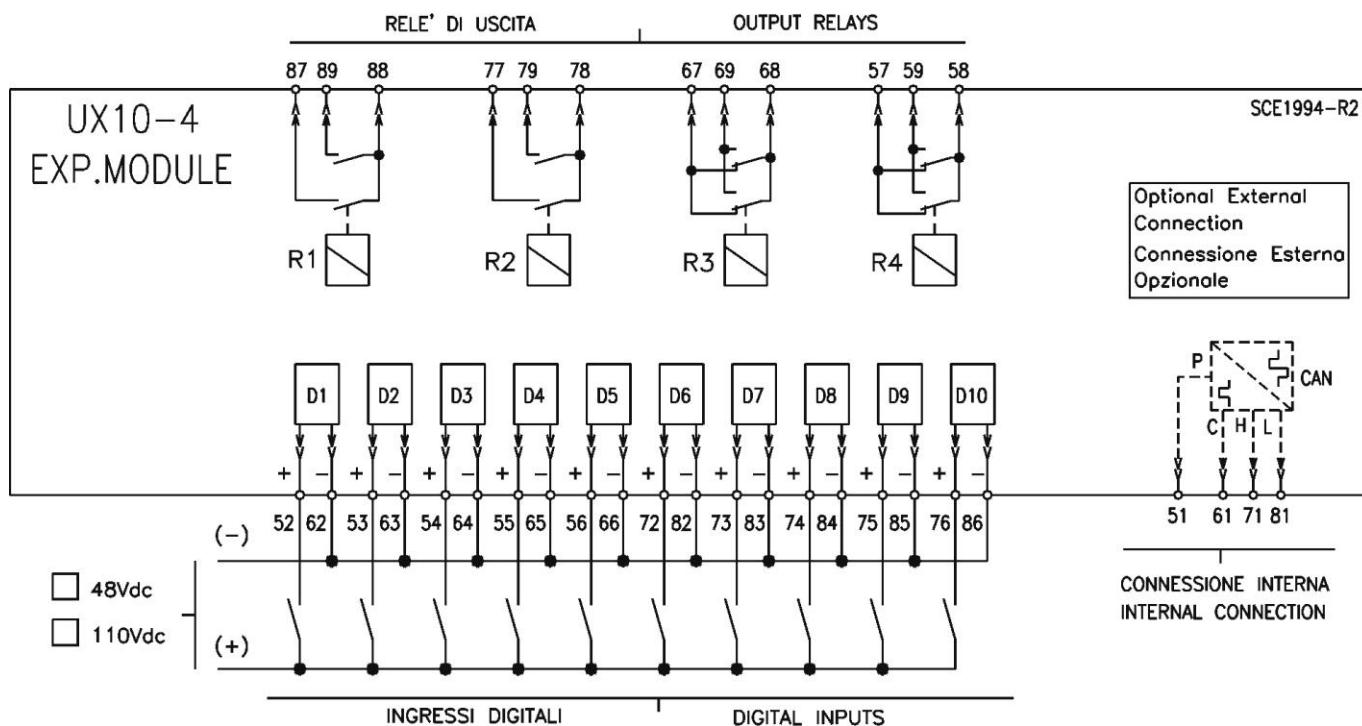 RELE' DI USCITA OUTPUT RELAYS
87 89 88 77 79 78 67 69 68 57 59 58
UX10-4
EXP.MODULE
SCE1994-R2
Optional External
Connection
Connessione Esterna
Opzionale
R1 R2 R3 R4
D1 D2 D3 D4 D5 D6 D7 D8 D9 D10
P CAN
C H L
+ – + – + – + – + – + – + – + – + – + –
52 62 53 63 54 64 55 65 56 66 72 82 73 83 74 84 75 85 76 86 51 61 71 81
(–)
48Vdc
110Vdc
(+)
CONNESSIONE INTERNA
INTERNAL CONNECTION
INGRESSI DIGITALI DIGITAL INPUTS